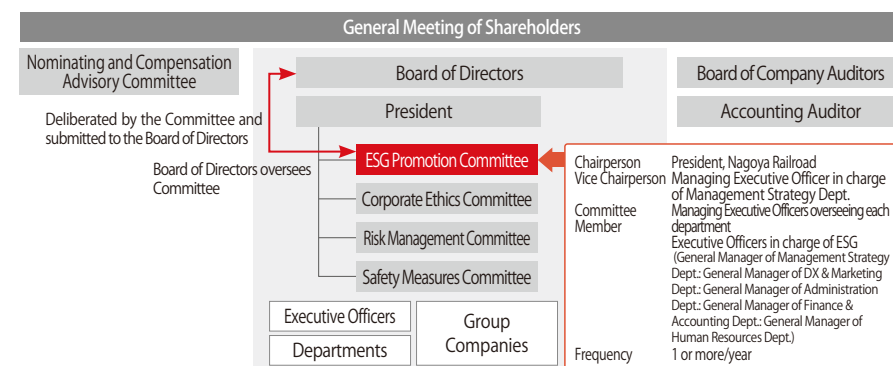 General Meeting of Shareholders
Nominating and Compensation
Advisory Committee
Board of Directors
Board of Company Auditors
President
Accounting Auditor
Deliberated by the Committee and
submitted to the Board of Directors
Board of Directors oversees
Committee
ESG Promotion Committee
Corporate Ethics Committee
Risk Management Committee
Safety Measures Committee
Executive Officers
Departments
Group
Companies
Chairperson President, Nagoya Railroad
Vice Chairperson Managing Executive Officer in charge
of Management Strategy Dept.
Committee Managing Executive Officers overseeing each
Member department
Executive Officers in charge of ESG
(General Manager of Management Strategy
Dept.: General Manager of DX & Marketing
Dept.: General Manager of Administration
Dept.: General Manager of Finance &
Accounting Dept.: General Manager of
Human Resources Dept.)
Frequency 1 or more/year